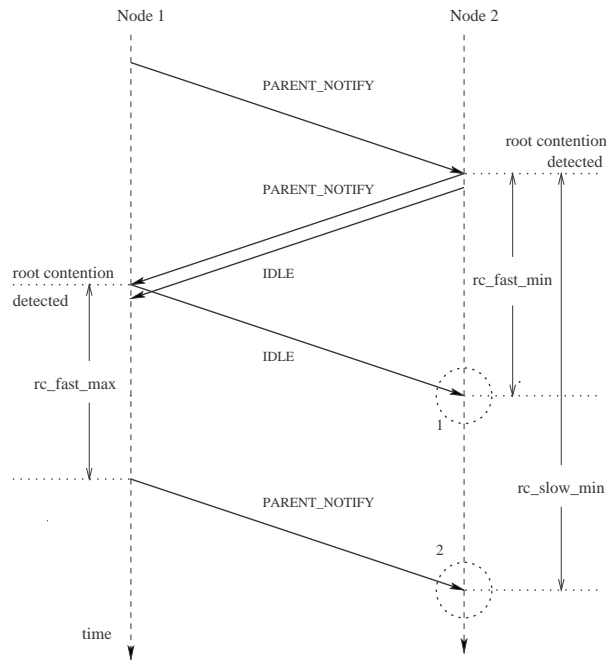 Node 1
Node 2
PARENT_NOTIFY
root contention
detected
PARENT_NOTIFY
root contention
detected
IDLE
rc_fast_min
IDLE
rc_fast_max
1
rc_slow_min
PARENT_NOTIFY
2
time